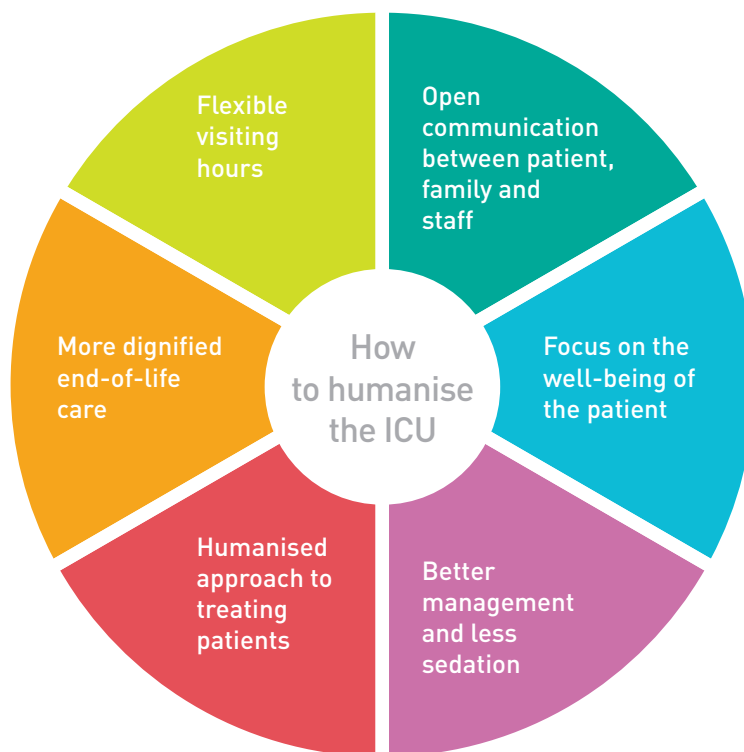 How
to humanise
the ICU
Open
communication
between patient,
family and
staff
Focus on the
well-being of
the patient
Better
management
and less
sedation
Humanised
approach to
treating
patients
More dignified
end-of-life
care
Flexible
visiting
hours